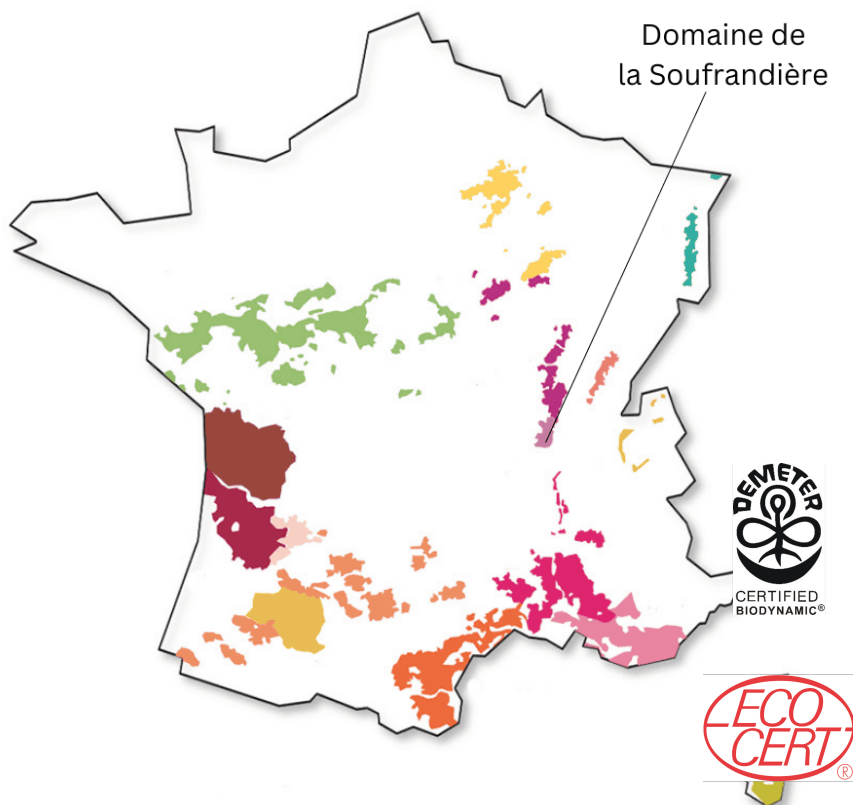 Domaine de
la Soufrandière
DEMETER
CERTIFIED
BIODYNAMIC®
ECO
CERT
®